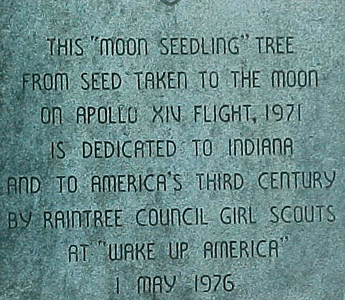 THIS "MOON SEEDLING" TREE
FROM SEED TAKEN TO THE MOON
ON APOLLO XIV FLIGHT, 1971
IS DEDICATED TO INDIANA
AND TO AMERICA'S THIRD CENTURY
BY RAINTREE COUNCIL GIRL SCOUTS
AT "WAKE UP AMERICA"
1 MAY 1976